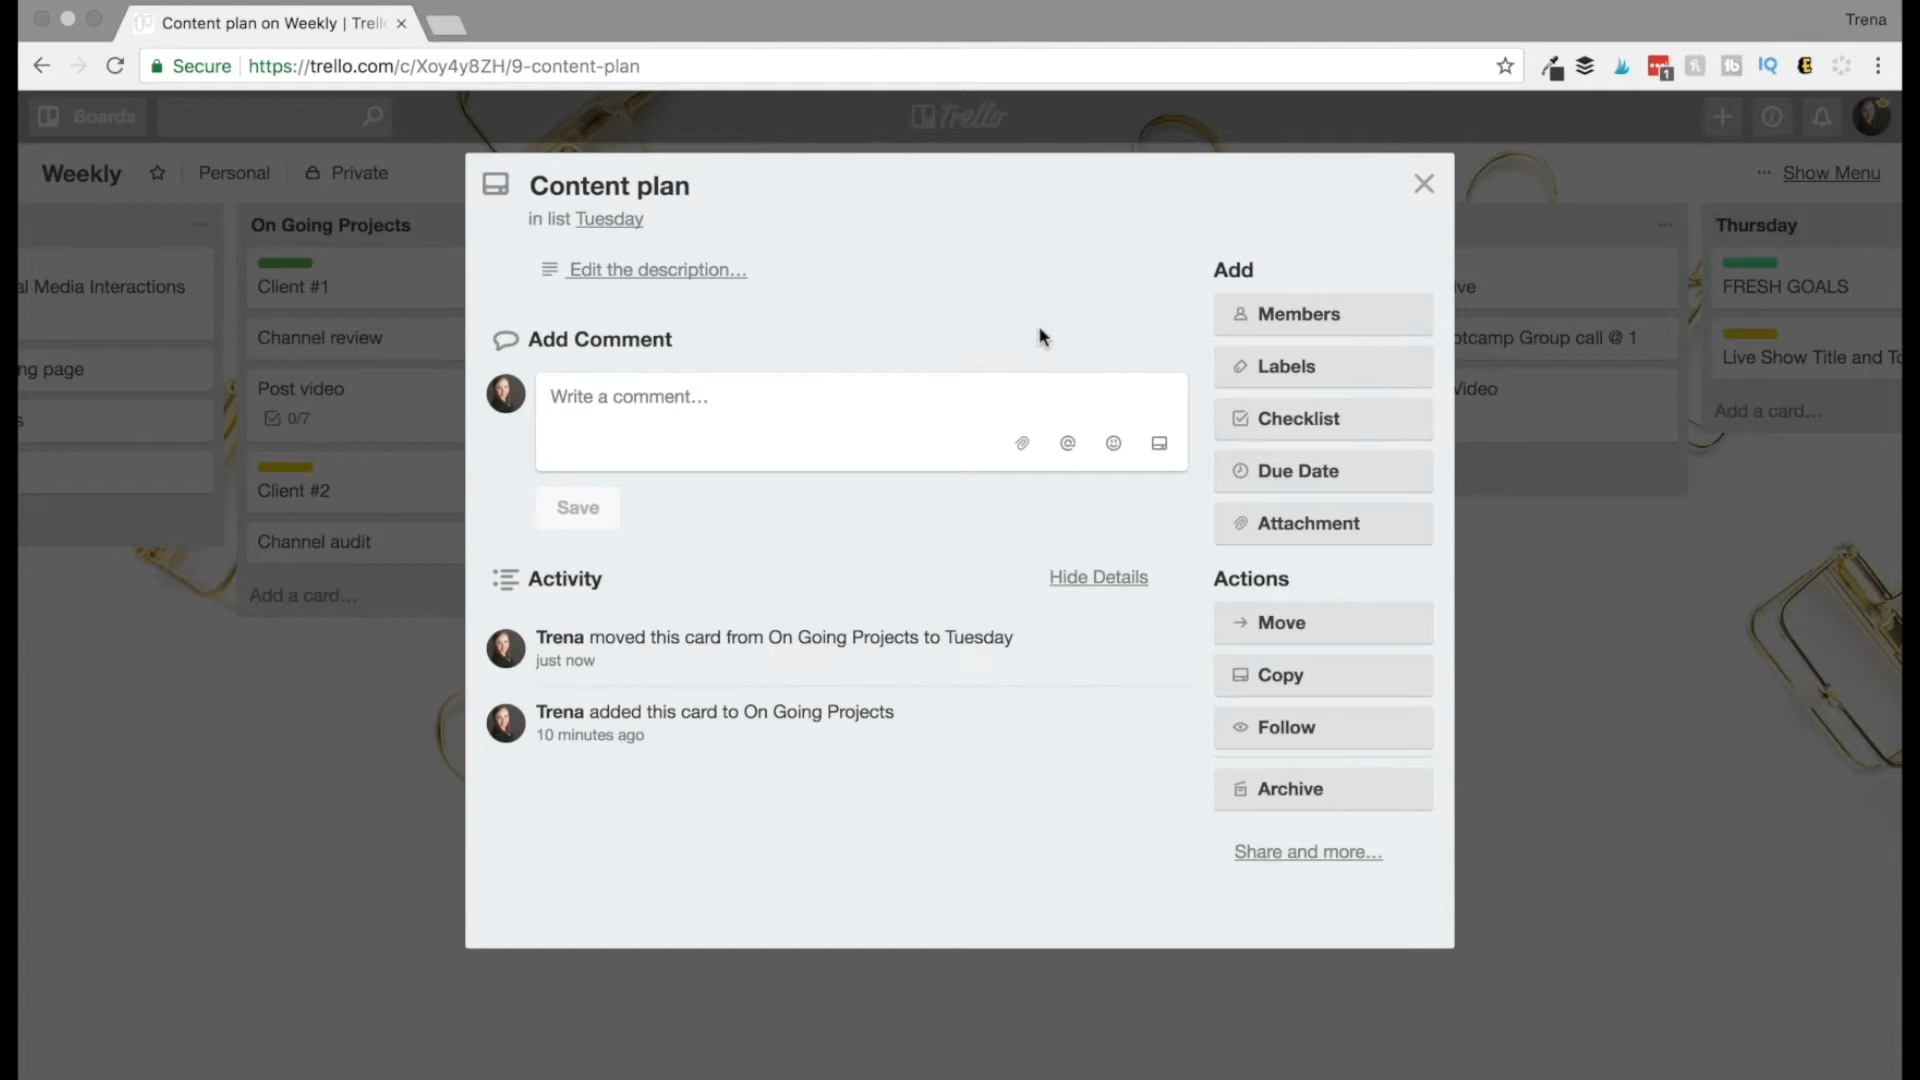 Content plan on Weekly | Trell
Trena
Secure
https://trello.com/c/Xoy4y8ZH/9-content-plan
1
Boards
Trello
Weekly
Personal
Private
Show Menu
al Media Interactions
ng page
s
On Going Projects
Client #1
Channel review
Post video
0/7
Client #2
Channel audit
Add a card…
Content plan
in list Tuesday
Edit the description…
Add Comment
Write a comment…
Save
Activity
Hide Details
Trena moved this card from On Going Projects to Tuesday
just now
Trena added this card to On Going Projects
10 minutes ago
Add
Members
Labels
Checklist
Due Date
Attachment
Actions
Move
Copy
Follow
Archive
Share and more…
ve
otcamp Group call @ 1
Video
Thursday
FRESH GOALS
Live Show Title and To
Add a card…